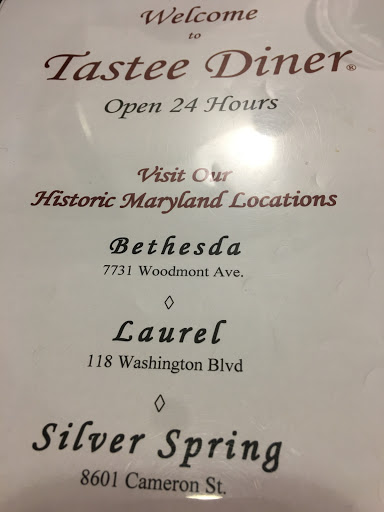 Welcome
to
Tastee Diner®
Open 24 Hours
Visit Our
Historic Maryland Locations
Bethesda
7731 Woodmont Ave.
◊
Laurel
118 Washington Blvd
◊
Silver Spring
8601 Cameron St.